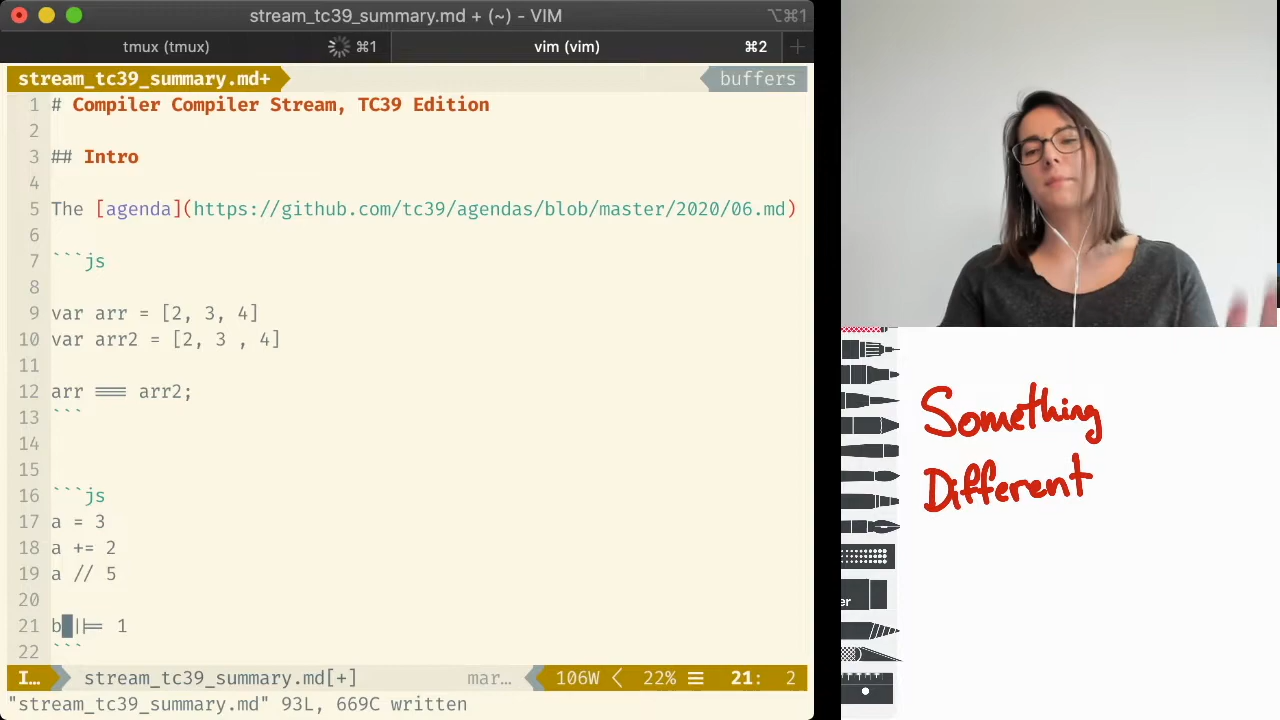 stream_tc39_summary.md + (~) - VIM
⌥⌘1
tmux (tmux)
⌘1
vim (vim)
⌘2
+
stream_tc39_summary.md+
buffers
1 # Compiler Compiler Stream, TC39 Edition
2
3 ## Intro
4
5 The [agenda](https://github.com/tc39/agendas/blob/master/2020/06.md)
6
7 ```js
8
9 var arr = [2, 3, 4]
10 var arr2 = [2, 3 , 4]
11
12 arr === arr2;
13 ```
14
15
16 ```js
17 a = 3
18 a += 2
19 a // 5
20
21 b ||= 1
22 ```
I... stream_tc39_summary.md[+] mar... 106W < 22% ☰ 21: 2
"stream_tc39_summary.md" 93L, 669C written
Something
Different
er